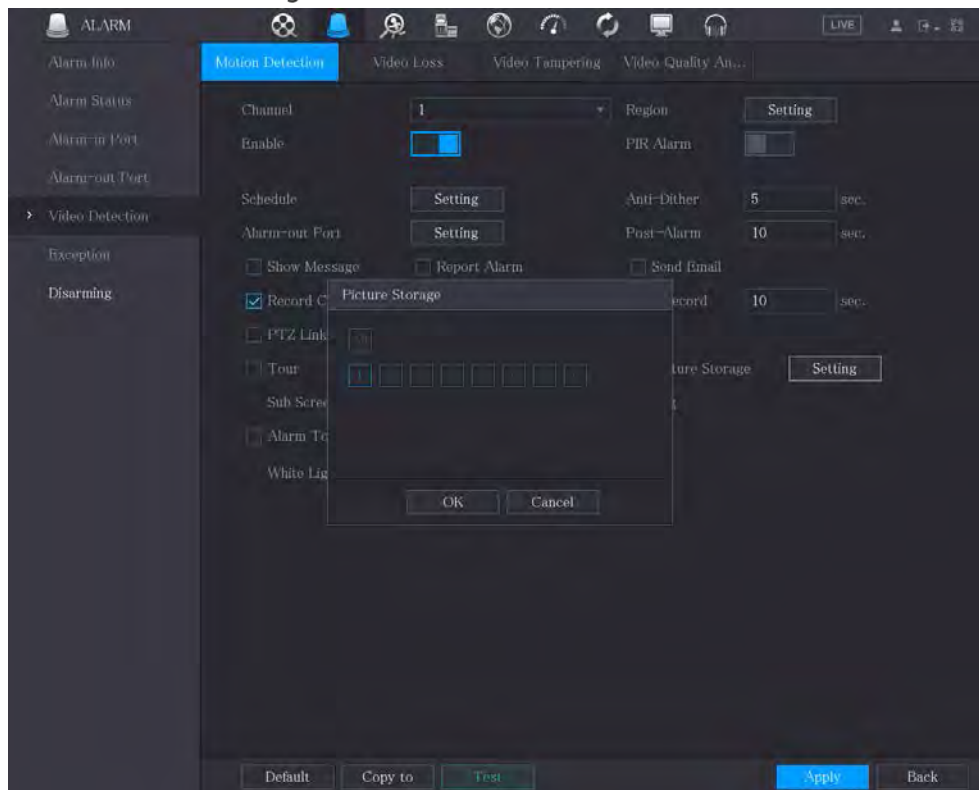 ALARM
LIVE
Alarm Info
Motion Detection
Video Loss
Video Tampering
Video Quality An...
Alarm Status
Channel
1
Region
Setting
Alarm-in Port
Enable
PIR Alarm
Alarm-out Port
Schedule
Setting
Anti-Dither
5
sec.
Video Detection
Alarm-out Port
Setting
Post-Alarm
10
sec.
Exception
Show Message
Report Alarm
Send Email
Disarming
Record C
Picture Storage
ecord
10
sec.
PTZ Link
Tour
1
ture Storage
Setting
Sub Scree
Alarm To
White Lig
OK
Cancel
Default
Copy to
Test
Apply
Back